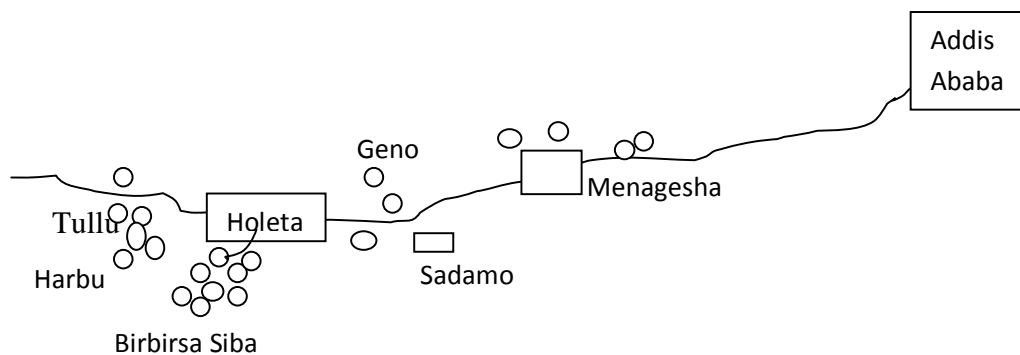 Addis
Ababa
Geno
Menagesha
Tullu
Holeta
Harbu
Sadamo
Birbirsa Siba